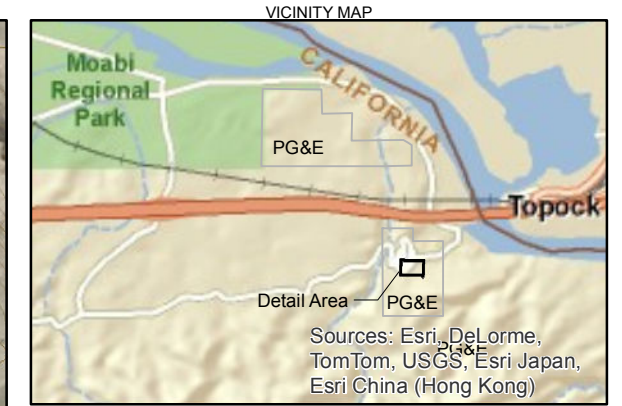 VICINITY MAP
Moabi
Regional
Park
CALIFORNIA
PG&E
Topock
Detail Area
PG&E
PG&E
Sources: Esri, DeLorme,
TomTom, USGS, Esri Japan,
Esri China (Hong Kong)